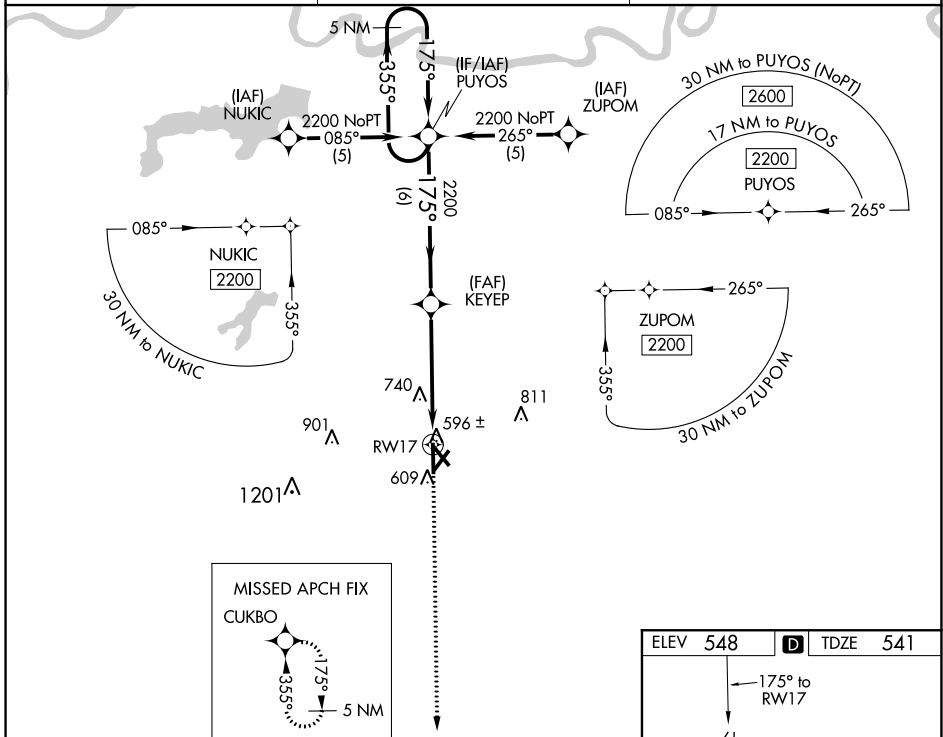 5 NM
355°
175°
(IF/IAF)
PUYOS
(IAF)
NUKIC
2200 NoPT
085°
(5)
(IAF)
ZUPOM
2200 NoPT
265°
(5)
30 NM to PUYOS (NoPT)
2600
17 NM to PUYOS
2200
PUYOS
085°
265°
2200
175°
(6)
085°
NUKIC
2200
355°
30 NM to NUKIC
(FAF)
KEYEP
265°
ZUPOM
2200
355°
30 NM to ZUPOM
740
811
901
596 ±
RW17
609
1201
MISSED APCH FIX
CUKBO
355°
175°
5 NM
ELEV 548 D TDZE 541
175° to
RW17